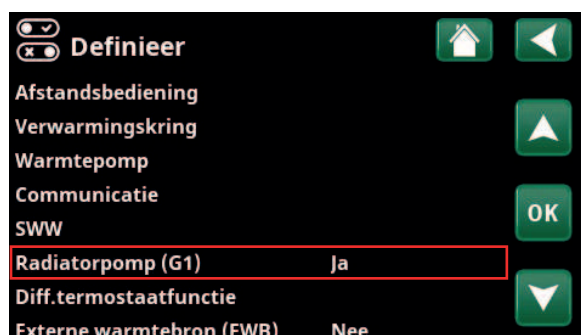 Definieer
Afstandsbediening
Verwarmingskring
Warmtepomp
Communicatie
SWW
OK
Radiatorpomp (G1) Ja
Diff.termostaatfunctie
Externe warmtebron (EWB) Nee